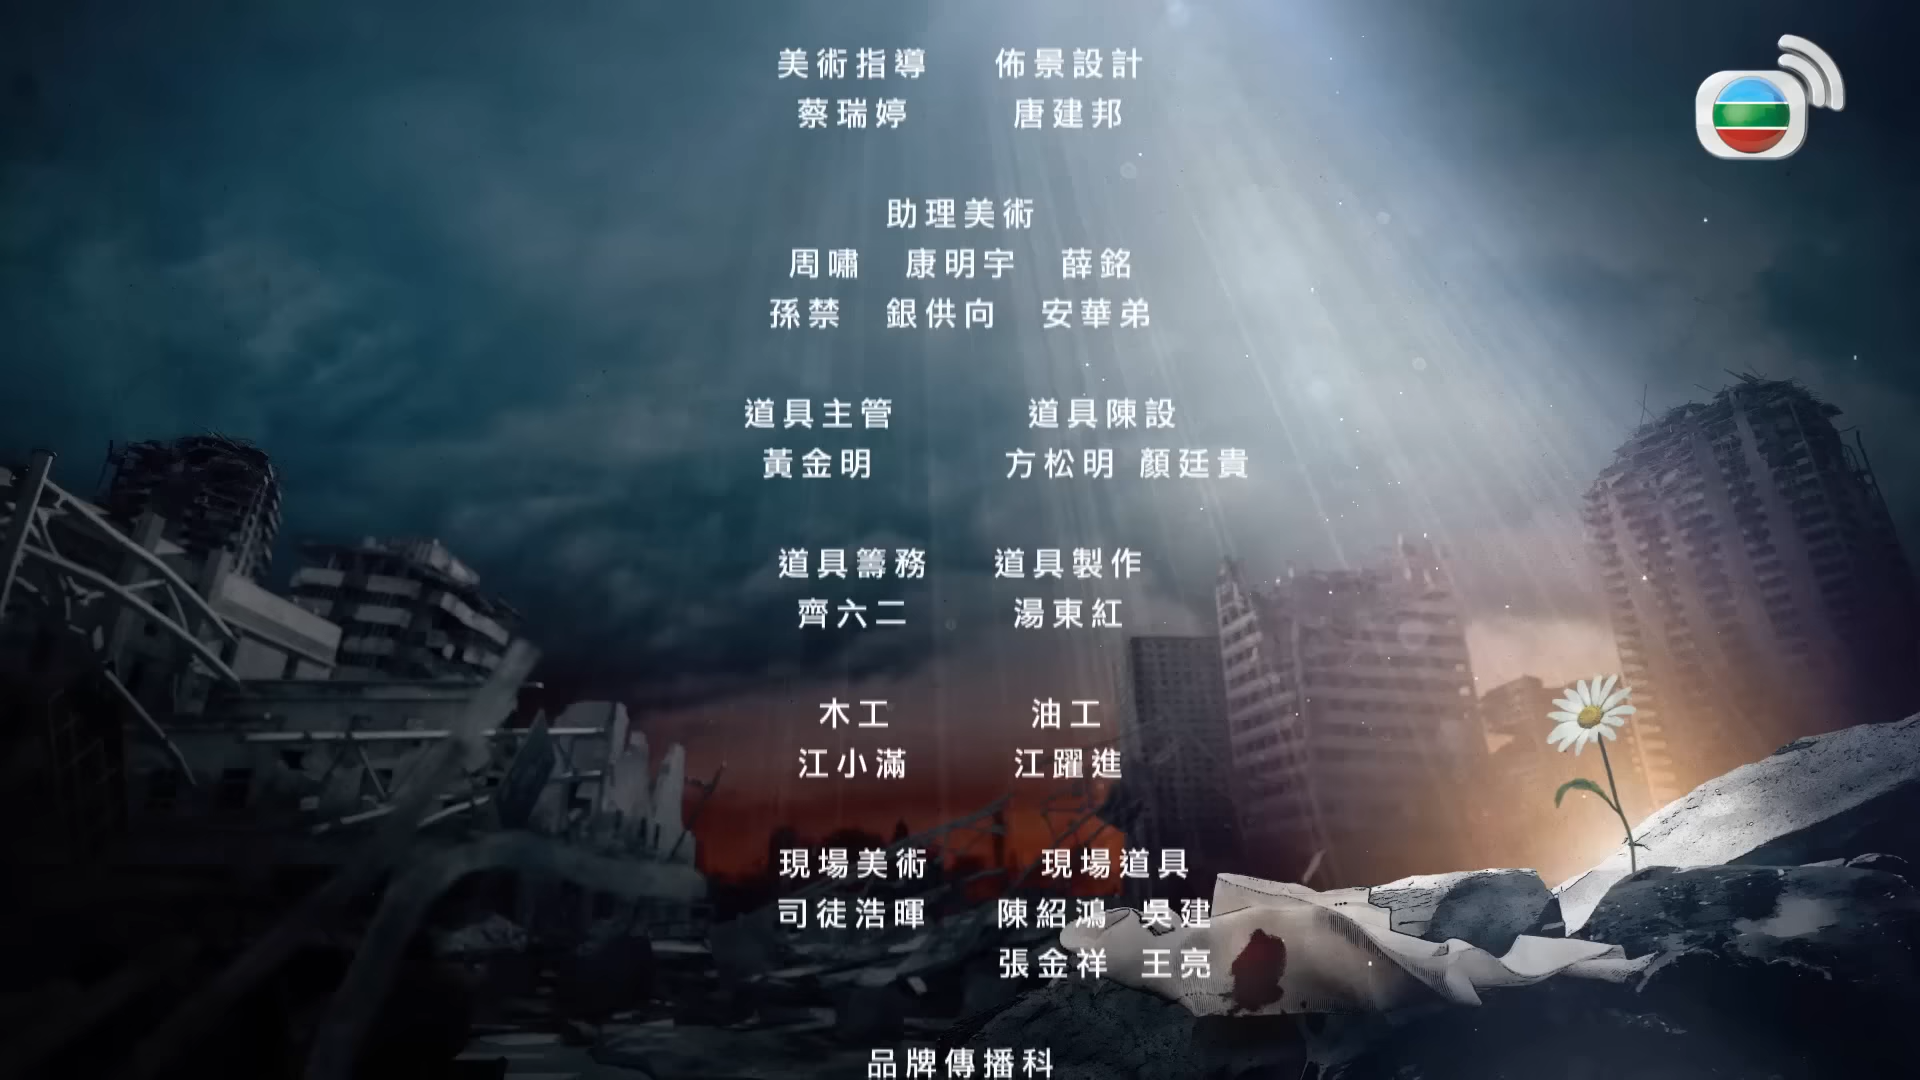 美術指導 佈景設計
蔡瑞婷 唐建邦
助理美術
周嘯 康明宇 薛銘
孫禁 銀供向 安華弟
道具主管 道具陳設
黃金明 方松明 顏廷貴
道具籌務 道具製作
齊六二 湯東紅
木工 油工
江小滿 江躍進
現場美術 現場道具
司徒浩暉 陳紹鴻 吳建
張金祥 王亮
品牌傳播科